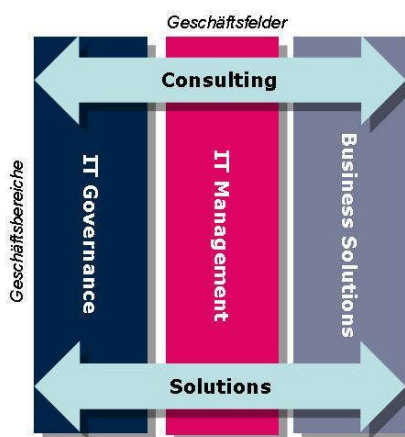 Geschäftsfelder
Consulting
Geschäftsbereiche
IT Governance
IT Management
Business Solutions
Solutions